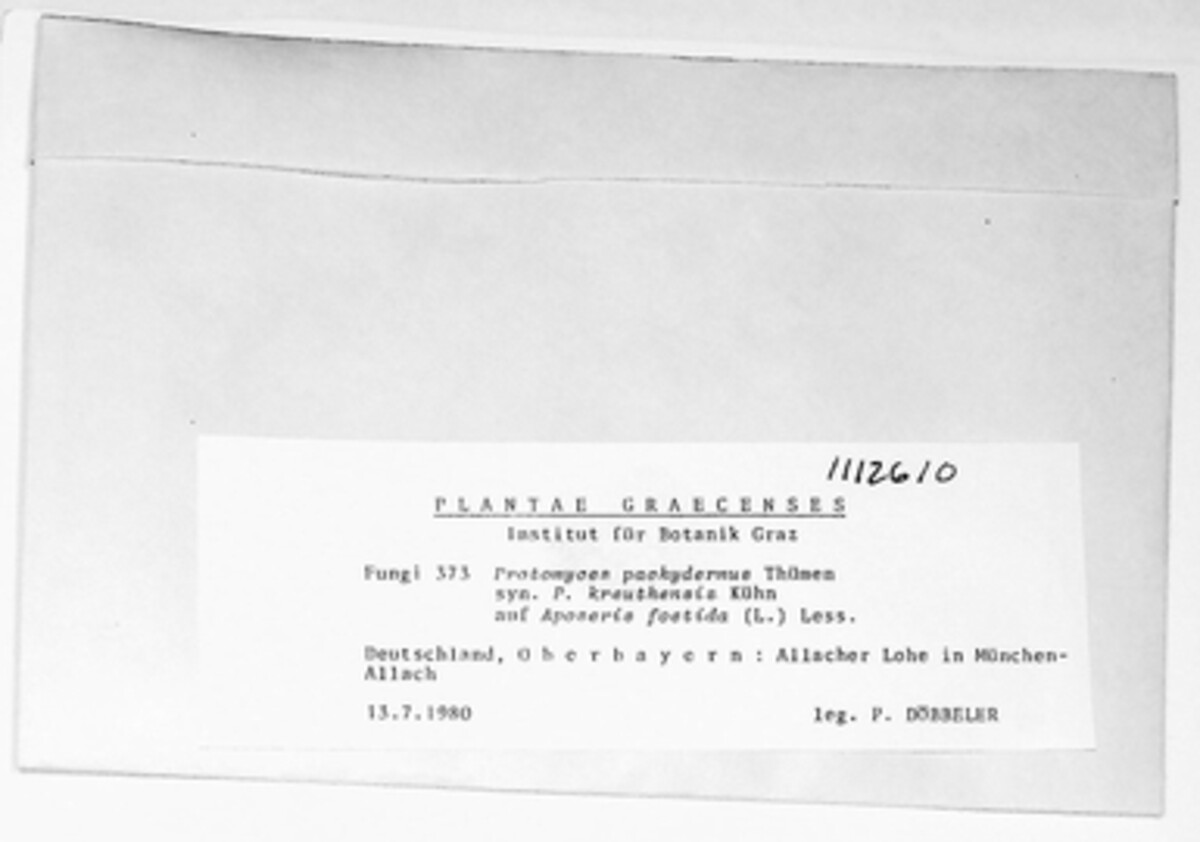 1112610
PLANTAE GRAECENSES
Institut für Botanik Graz
Fungi 373 Protomyces pachydermus Thümen
syn. P. kreuthensis Kühn
auf Aposeris foetida (L.) Less.
Deutschland, Oberbayern: Allacher Lohe in München-
Allach
13.7.1980 leg. P. DÖBBELER